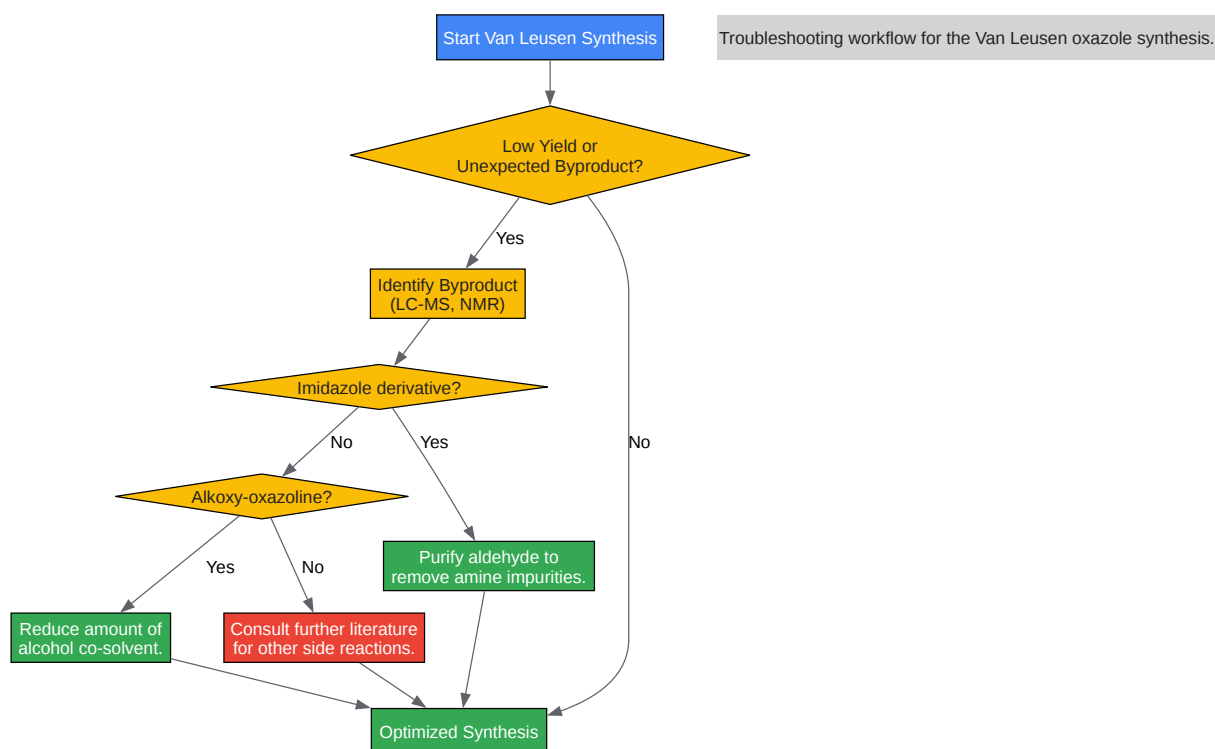 Start Van Leusen Synthesis
Troubleshooting workflow for the Van Leusen oxazole synthesis.
Low Yield or
Unexpected Byproduct?
Yes
Identify Byproduct
(LC-MS, NMR)
Imidazole derivative?
No
Yes
No
Alkoxy-oxazoline?
Yes
No
Purify aldehyde to
remove amine impurities.
Reduce amount of
alcohol co-solvent.
Consult further literature
for other side reactions.
Optimized Synthesis